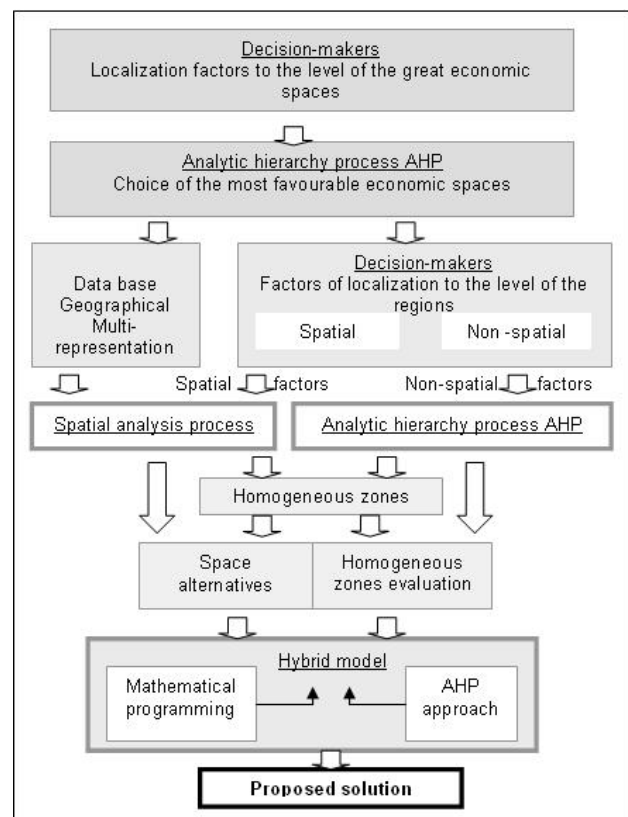 Decision-makers
Localization factors to the level of the great economic
spaces
Analytic hierarchy process AHP
Choice of the most favourable economic spaces
Data base
Geographical
Multi-
representation
Decision-makers
Factors of localization to the level of the
regions
Spatial
Non -spatial
Spatial factors
Non-spatial factors
Spatial analysis process
Analytic hierarchy process AHP
Homogeneous zones
Space
alternatives
Homogeneous
zones evaluation
Hybrid model
Mathematical
programming
AHP
approach
Proposed solution